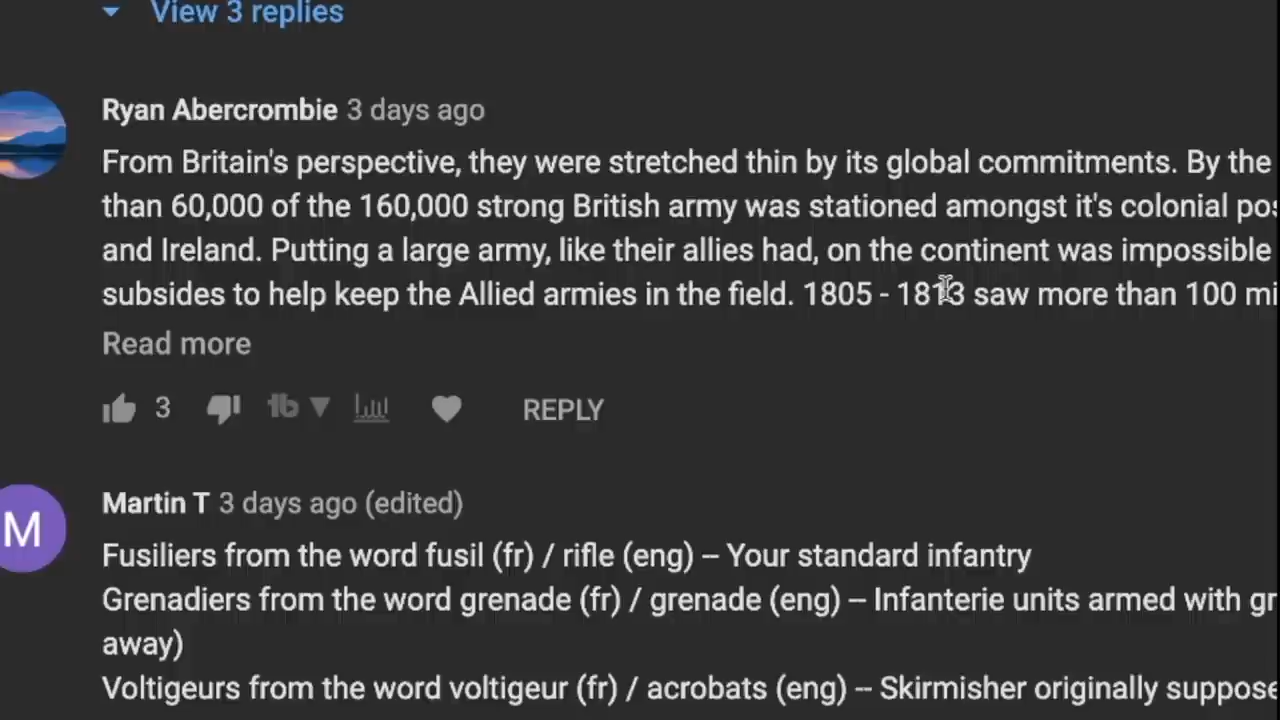 View 3 replies
Ryan Abercrombie 3 days ago
From Britain's perspective, they were stretched thin by its global commitments. By the
than 60,000 of the 160,000 strong British army was stationed amongst it's colonial pos
and Ireland. Putting a large army, like their allies had, on the continent was impossible
subsides to help keep the Allied armies in the field. 1805 - 1813 saw more than 100 mi
Read more
3
REPLY
M
Martin T 3 days ago (edited)
Fusiliers from the word fusil (fr) / rifle (eng) – Your standard infantry
Grenadiers from the word grenade (fr) / grenade (eng) – Infanterie units armed with gr
away)
Voltigeurs from the word voltigeur (fr) / acrobats (eng) – Skirmisher originally suppose